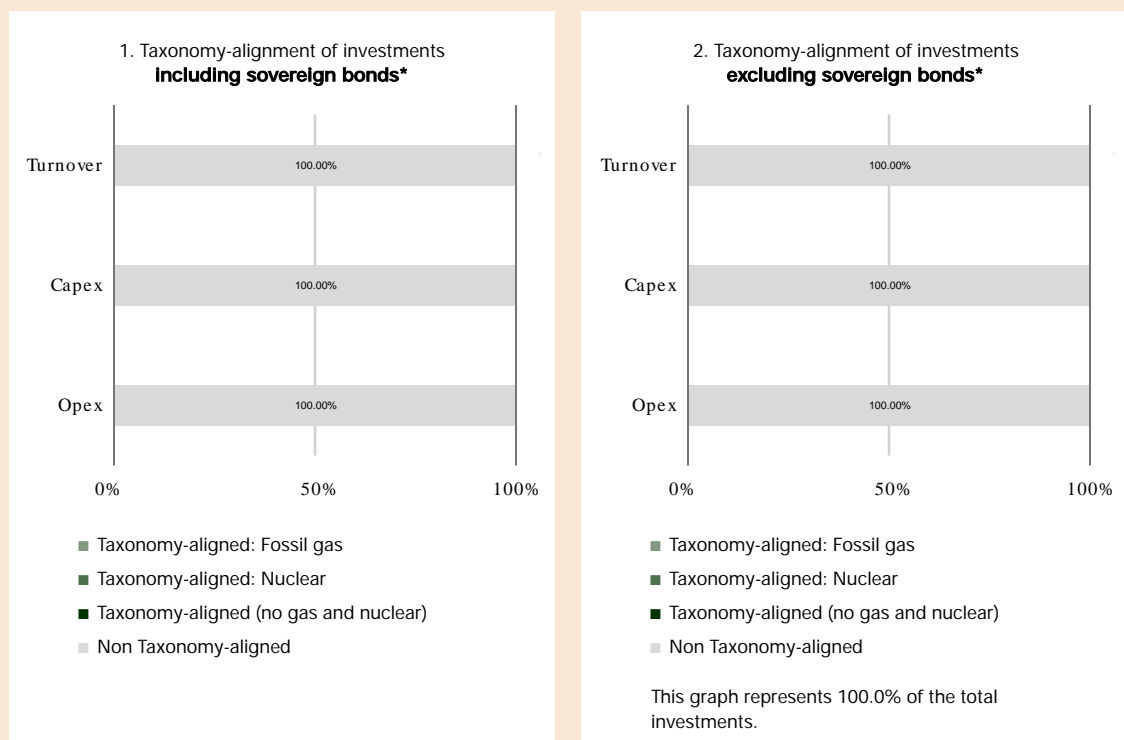 1. Taxonomy-alignment of investments
including sovereign bonds*
Turnover
100.00%
Capex
100.00%
Opex
100.00%
0% 50% 100%
Taxonomy-aligned: Fossil gas
Taxonomy-aligned: Nuclear
Taxonomy-aligned (no gas and nuclear)
Non Taxonomy-aligned
2. Taxonomy-alignment of investments
excluding sovereign bonds*
Turnover
100.00%
Capex
100.00%
Opex
100.00%
0% 50% 100%
Taxonomy-aligned: Fossil gas
Taxonomy-aligned: Nuclear
Taxonomy-aligned (no gas and nuclear)
Non Taxonomy-aligned
This graph represents 100.0% of the total
investments.